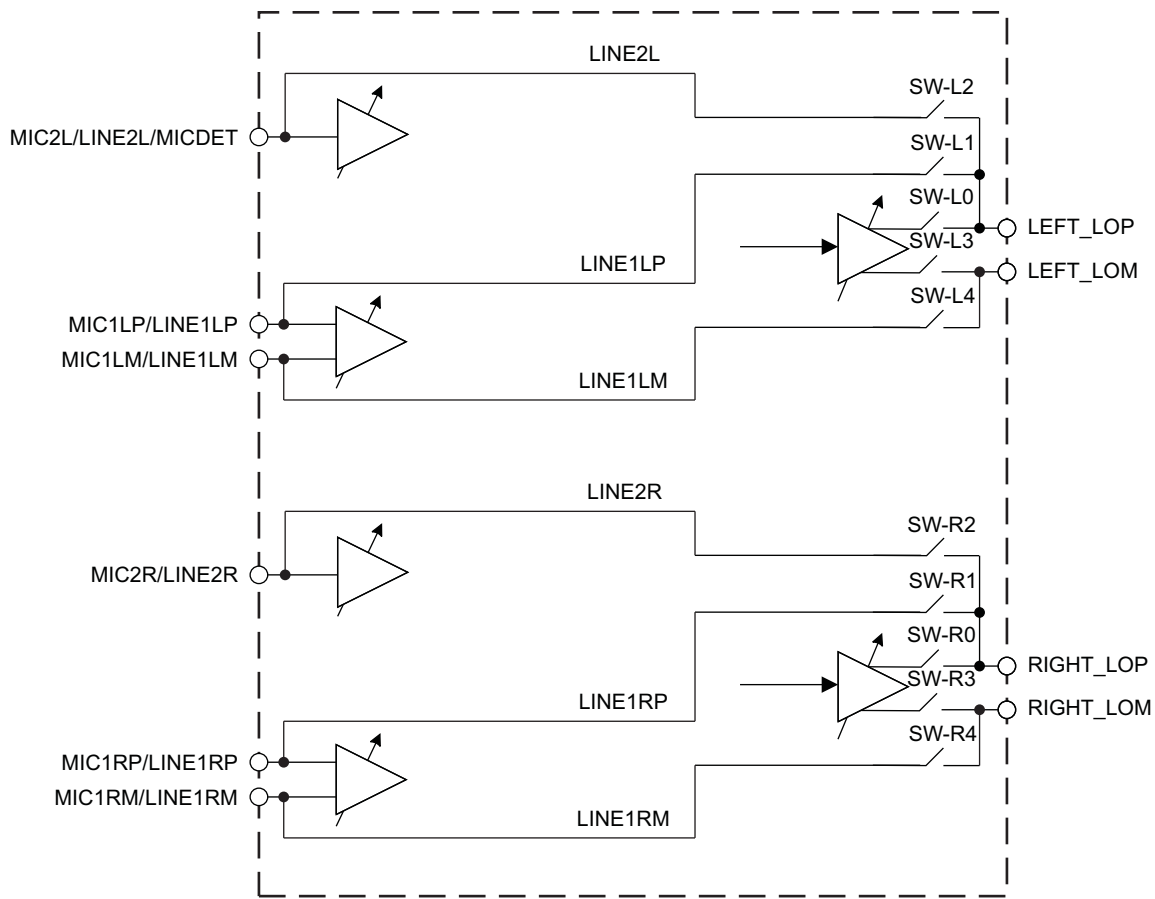 LINE2L
SW-L2
MIC2L/LINE2L/MICDET
SW-L1
SW-L0
LEFT_LOP
SW-L3
LINE1LP
LEFT_LOM
SW-L4
MIC1LP/LINE1LP
MIC1LM/LINE1LM
LINE1LM
LINE2R
SW-R2
MIC2R/LINE2R
SW-R1
SW-R0
RIGHT_LOP
SW-R3
LINE1RP
RIGHT_LOM
SW-R4
MIC1RP/LINE1RP
MIC1RM/LINE1RM
LINE1RM